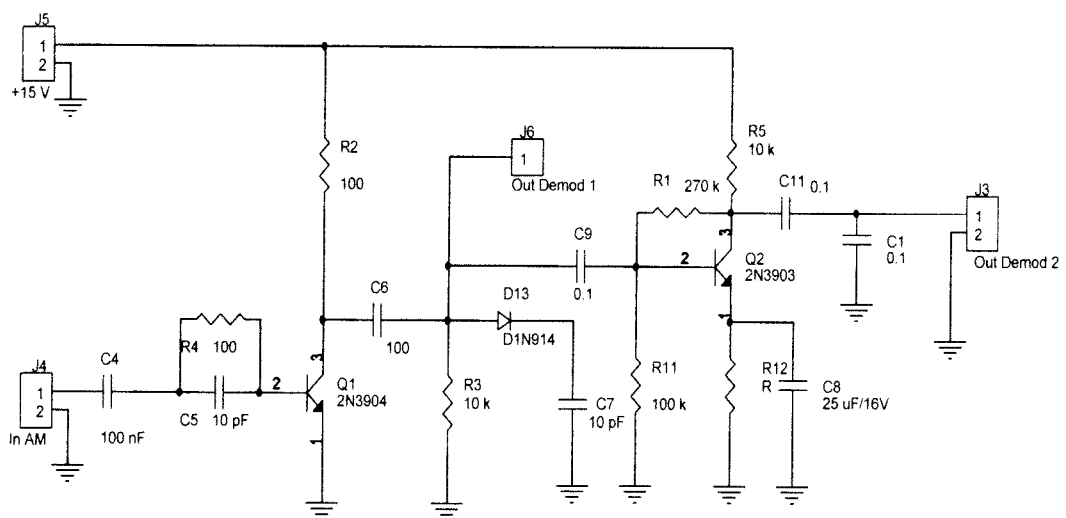 J5
1
2
+15 V
R2
100
J6
1
Out Demod 1
R5
10 k
R1
270 k
C11
0.1
J3
1
2
Out Demod 2
3
Q2
2N3903
2
1
C9
0.1
C1
0.1
C6
100
D13
D1N914
R4
100
C4
100 nF
C5
10 pF
J4
1
2
In AM
2
3
Q1
2N3904
1
R3
10 k
C7
10 pF
R11
100 k
R12
R
C8
25 uF/16V